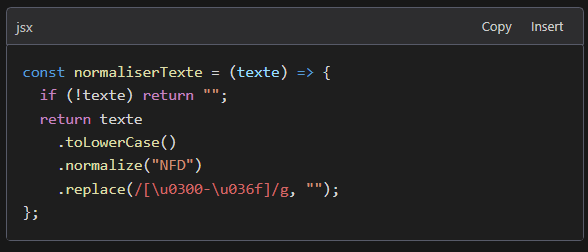 jsx Copy Insert
const normaliserTexte = (texte) => {
  if (!texte) return "";
  return texte
    .toLowerCase()
    .normalize("NFD")
    .replace(/[\u0300-\u036f]/g, "");
};